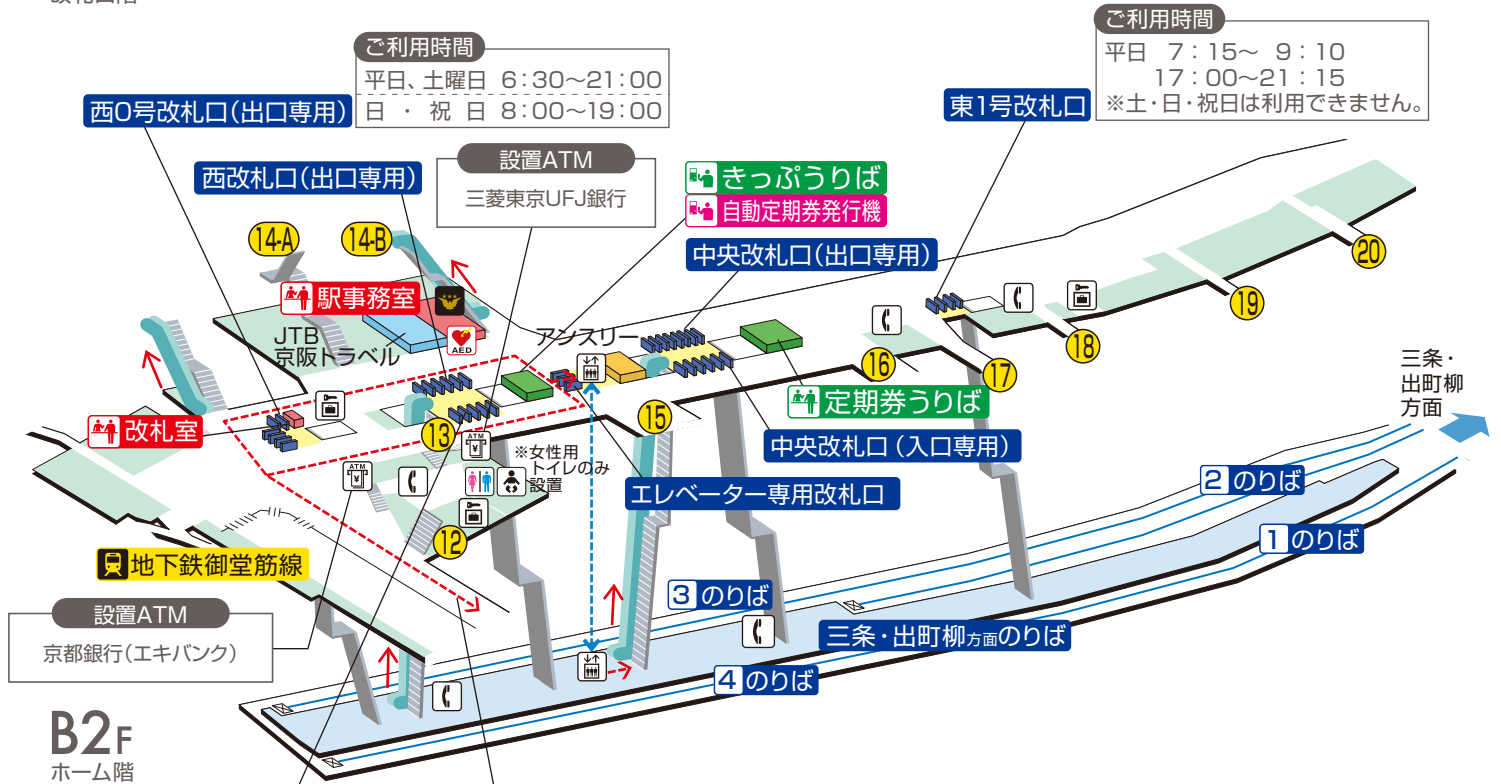 ご利用時間
平日、土曜日 6:30～21:00
日・祝日 8:00～19:00
ご利用時間
平日 7:15～ 9:10
17:00～21:15
※土・日・祝日は利用できません。
西0号改札口(出口専用)
東1号改札口
設置ATM
三菱東京UFJ銀行
西改札口(出口専用)
きっぷうりば
自動定期券発行機
14-A
14-B
中央改札口(出口専用)
20
19
駅事務室
AED
JTB
京阪トラベル
アンスリー
18
17
16
三条・
出町柳
方面
定期券うりば
改札室
13
15
中央改札口(入口専用)
ATM
¥
※女性用
トイレのみ
設置
ATM
¥
エレベーター専用改札口
2 のりば
12
1 のりば
地下鉄御堂筋線
3 のりば
設置ATM
京都銀行(エキバンク)
三条・出町柳方面のりば
4 のりば
B2F
ホーム階